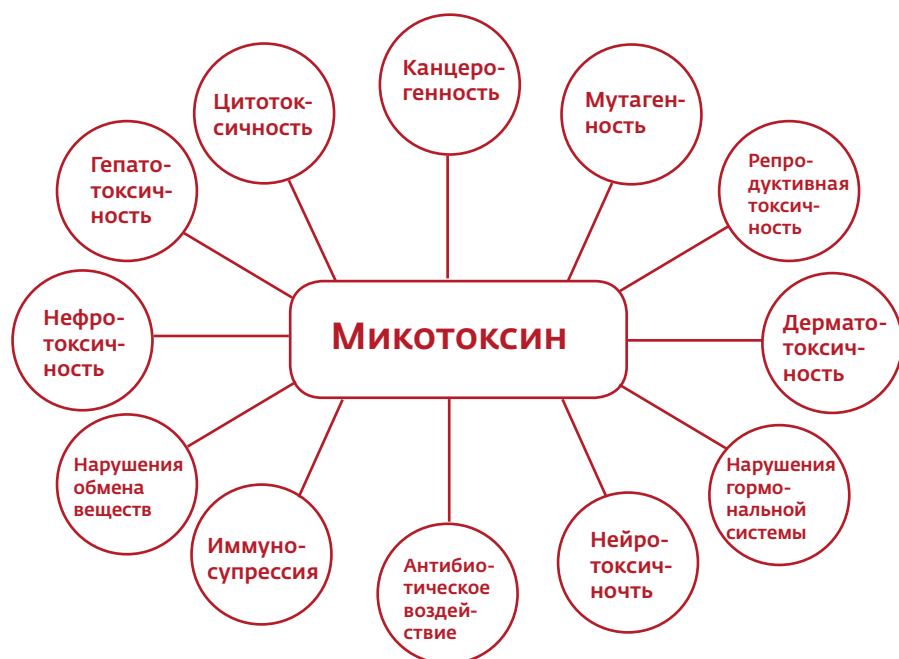 Канцеро-
генность
Мутаген-
ность
Репро-
дуктивная
токсич-
ность
Дермато-
токсич-
ность
Нарушения
гормо-
нальной
системы
Нейро-
токсич-
ночть
Антибио-
тическое
воздей-
ствие
Иммуно-
супрессия
Нарушения
обмена
веществ
Нефро-
токсич-
ность
Гепато-
токсич-
ность
Цитоток-
сичность
Микотоксин